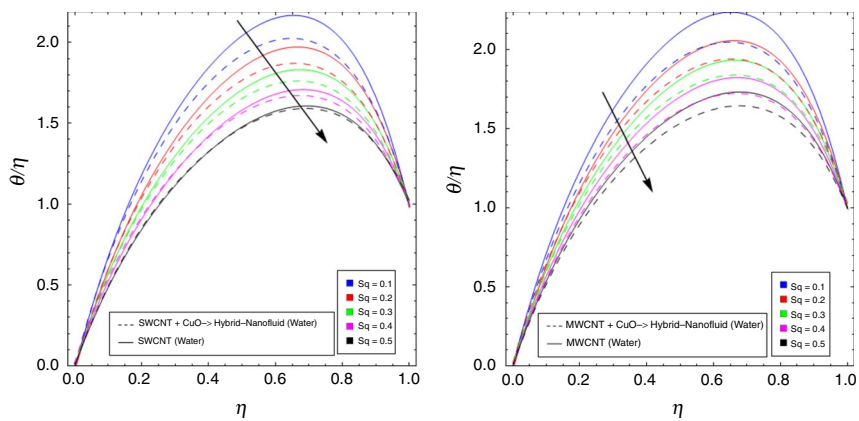 2.0
1.5
1.0
0.5
0.0
θ/η
0.0 0.2 0.4 0.6 0.8 1.0
η
Sq = 0.1
Sq = 0.2
Sq = 0.3
Sq = 0.4
Sq = 0.5
SWCNT + CuO–> Hybrid–Nanofluid (Water)
SWCNT (Water)
2.0
1.5
1.0
0.5
0.0
θ/η
0.0 0.2 0.4 0.6 0.8 1.0
η
Sq = 0.1
Sq = 0.2
Sq = 0.3
Sq = 0.4
Sq = 0.5
MWCNT + CuO–> Hybrid–Nanofluid (Water)
MWCNT (Water)